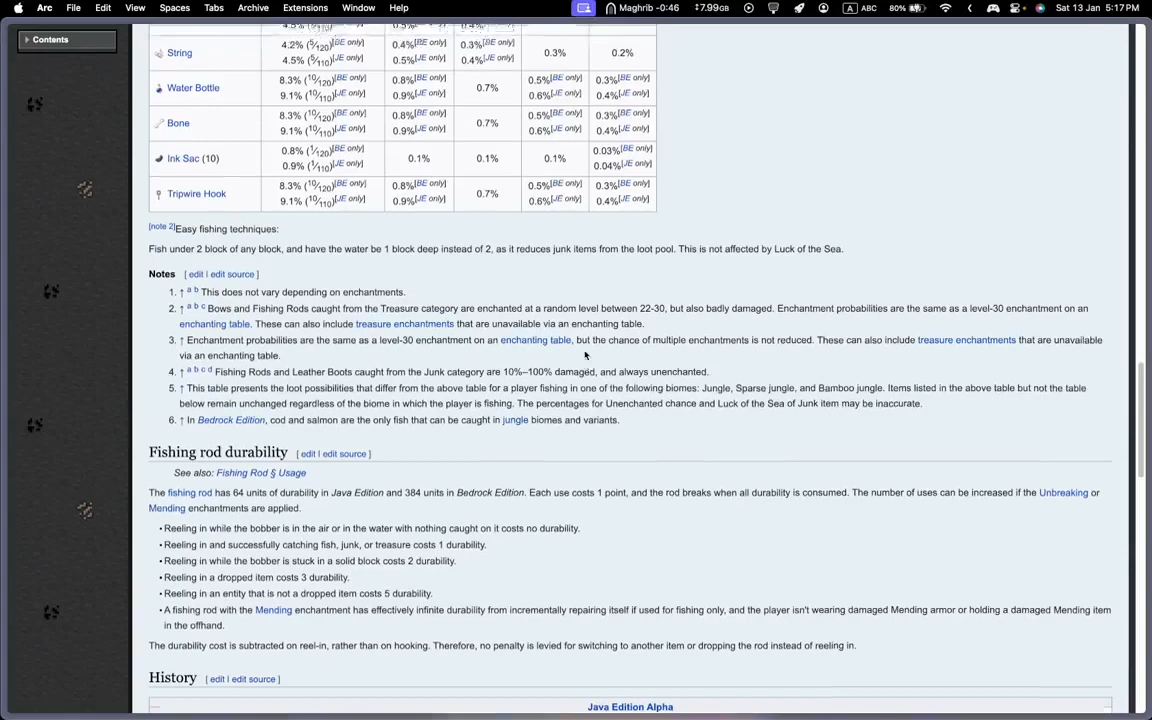 Arc File Edit View Spaces Tabs Archive Extensions Window Help Maghrib -0:46 ↕7.99GB A ABC 80% Sat 13 Jan 5:17 PM
Contents
String 4.2% (5/120)[BE only] 4.5% (5/110)[JE only] 0.4%[BE only] 0.5%[JE only] 0.3%[BE only] 0.4%[JE only] 0.3% 0.2%
Water Bottle 8.3% (10/120)[BE only] 9.1% (10/110)[JE only] 0.8%[BE only] 0.9%[JE only] 0.7% 0.5%[BE only] 0.6%[JE only] 0.3%[BE only] 0.4%[JE only]
Bone 8.3% (10/120)[BE only] 9.1% (10/110)[JE only] 0.8%[BE only] 0.9%[JE only] 0.7% 0.5%[BE only] 0.6%[JE only] 0.3%[BE only] 0.4%[JE only]
Ink Sac (10) 0.8% (1/120)[BE only] 0.9% (1/110)[JE only] 0.1% 0.1% 0.1% 0.03%[BE only] 0.04%[JE only]
Tripwire Hook 8.3% (10/120)[BE only] 9.1% (10/110)[JE only] 0.8%[BE only] 0.9%[JE only] 0.7% 0.5%[BE only] 0.6%[JE only] 0.3%[BE only] 0.4%[JE only]
[note 2]Easy fishing techniques:
Fish under 2 block of any block, and have the water be 1 block deep instead of 2, as it reduces junk items from the loot pool. This is not affected by Luck of the Sea.
Notes [ edit | edit source ]
1. ↑ a b This does not vary depending on enchantments.
2. ↑ a b c Bows and Fishing Rods caught from the Treasure category are enchanted at a random level between 22-30, but also badly damaged. Enchantment probabilities are the same as a level-30 enchantment on an
enchanting table. These can also include treasure enchantments that are unavailable via an enchanting table.
3. ↑ Enchantment probabilities are the same as a level-30 enchantment on an enchanting table, but the chance of multiple enchantments is not reduced. These can also include treasure enchantments that are unavailable
via an enchanting table.
4. ↑ a b c d Fishing Rods and Leather Boots caught from the Junk category are 10%–100% damaged, and always unenchanted.
5. ↑ This table presents the loot possibilities that differ from the above table for a player fishing in one of the following biomes: Jungle, Sparse jungle, and Bamboo jungle. Items listed in the above table but not the table
below remain unchanged regardless of the biome in which the player is fishing. The percentages for Unenchanted chance and Luck of the Sea of Junk item may be inaccurate.
6. ↑ In Bedrock Edition, cod and salmon are the only fish that can be caught in jungle biomes and variants.
Fishing rod durability [ edit | edit source ]
See also: Fishing Rod § Usage
The fishing rod has 64 units of durability in Java Edition and 384 units in Bedrock Edition. Each use costs 1 point, and the rod breaks when all durability is consumed. The number of uses can be increased if the Unbreaking or
Mending enchantments are applied.
• Reeling in while the bobber is in the air or in the water with nothing caught on it costs no durability.
• Reeling in and successfully catching fish, junk, or treasure costs 1 durability.
• Reeling in while the bobber is stuck in a solid block costs 2 durability.
• Reeling in a dropped item costs 3 durability.
• Reeling in an entity that is not a dropped item costs 5 durability.
• A fishing rod with the Mending enchantment has effectively infinite durability from incrementally repairing itself if used for fishing only, and the player isn't wearing damaged Mending armor or holding a damaged Mending item
in the offhand.
The durability cost is subtracted on reel-in, rather than on hooking. Therefore, no penalty is levied for switching to another item or dropping the rod instead of reeling in.
History [ edit | edit source ]
Java Edition Alpha